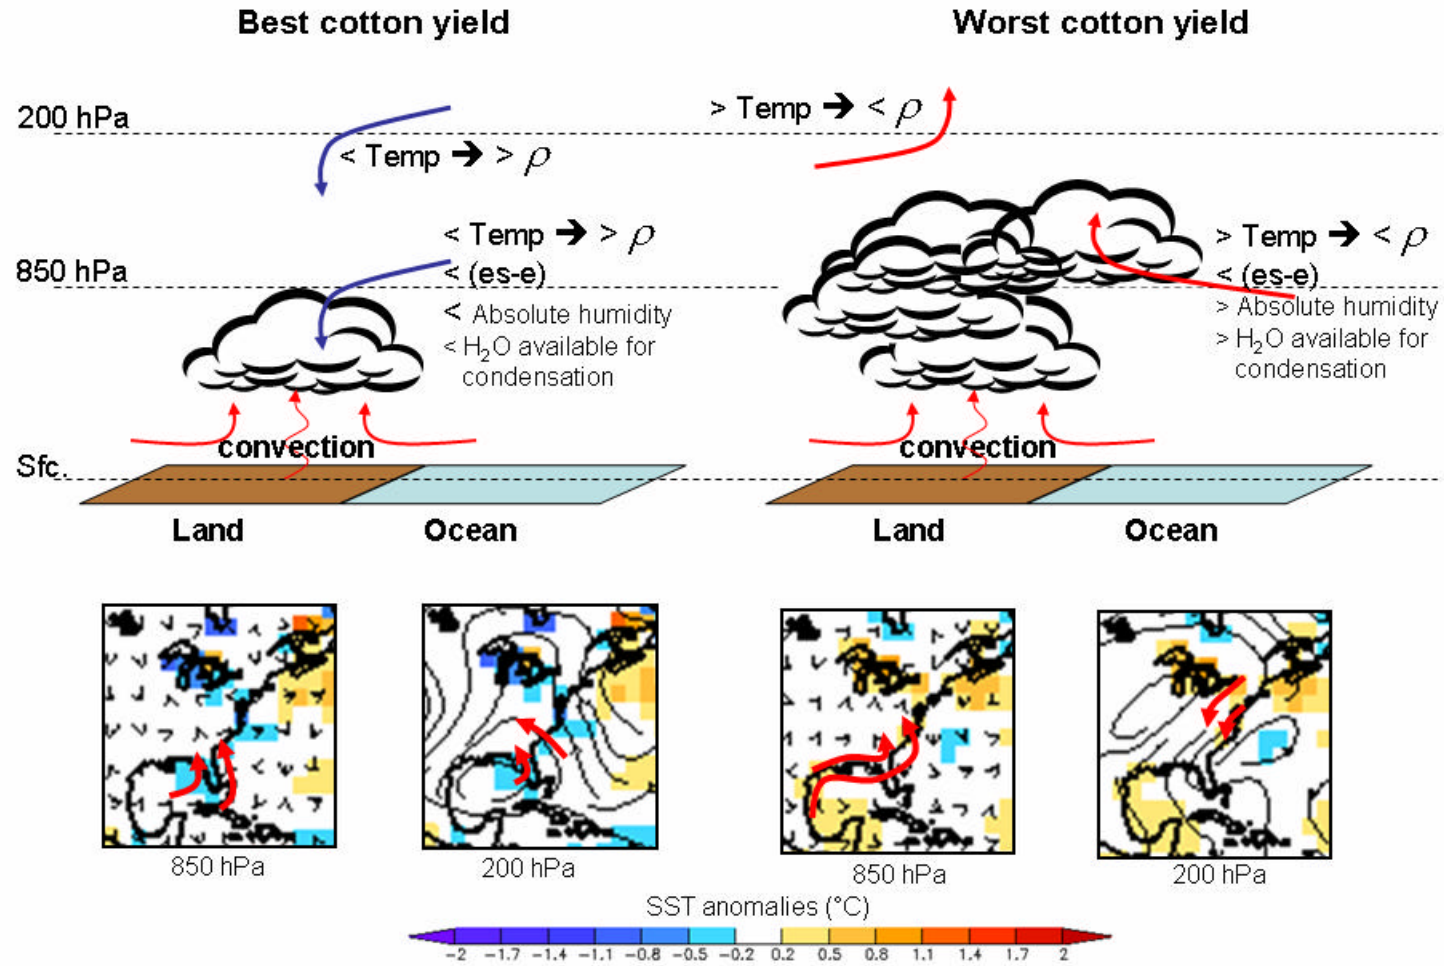 Best cotton yield
Worst cotton yield
200 hPa
< Temp → > ρ
> Temp → < ρ
850 hPa
< Temp → > ρ
< (es-e)
< Absolute humidity
< H₂O available for
condensation
> Temp → < ρ
< (es-e)
> Absolute humidity
> H₂O available for
condensation
convection
convection
Sfc.
Land
Ocean
Land
Ocean
850 hPa
200 hPa
850 hPa
200 hPa
SST anomalies (°C)
-2 -1.7 -1.4 -1.1 -0.8 -0.5 -0.2 0.2 0.5 0.8 1.1 1.4 1.7 2